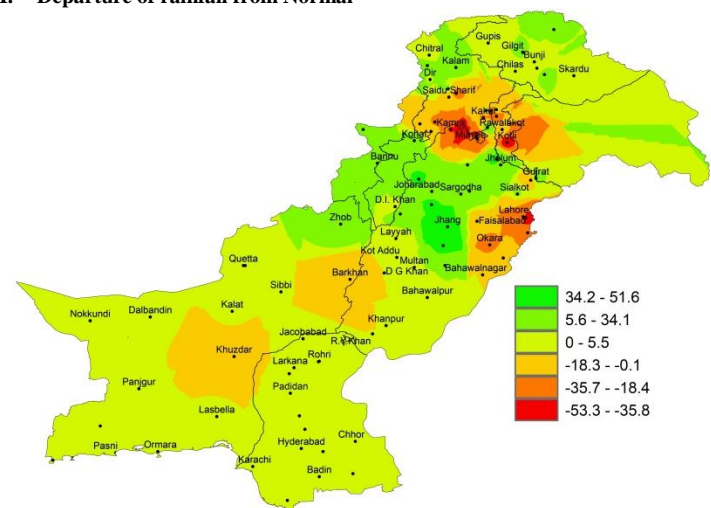 Departure of rainfall from Normal
Gupis
Chitral
Gilgit
Kalam
Bunji
Chilas
Dir
Skardu
Saidu Sharif
Kakul
Kamra
Rawalakot
Kohat
Murree
Kotli
Bannu
Jhelum
Gujrat
Joharabad
Sargodha
Sialkot
D.I. Khan
Lahore
Zhob
Jhang
Faisalabad
Layyah
Okara
Quetta
Kot Addu
Multan
Barkhan
D G Khan
Bahawalnagar
Sibbi
Bahawalpur
Nokkundi
Dalbandin
Kalat
Khanpur
Jacobabad
R.Y.Khan
Khuzdar
Rohri
Larkana
Panjgur
Padidan
Lasbella
Pasni
Ormara
Hyderabad
Chhor
Karachi
Badin
34.2 - 51.6
5.6 - 34.1
0 - 5.5
-18.3 - -0.1
-35.7 - -18.4
-53.3 - -35.8